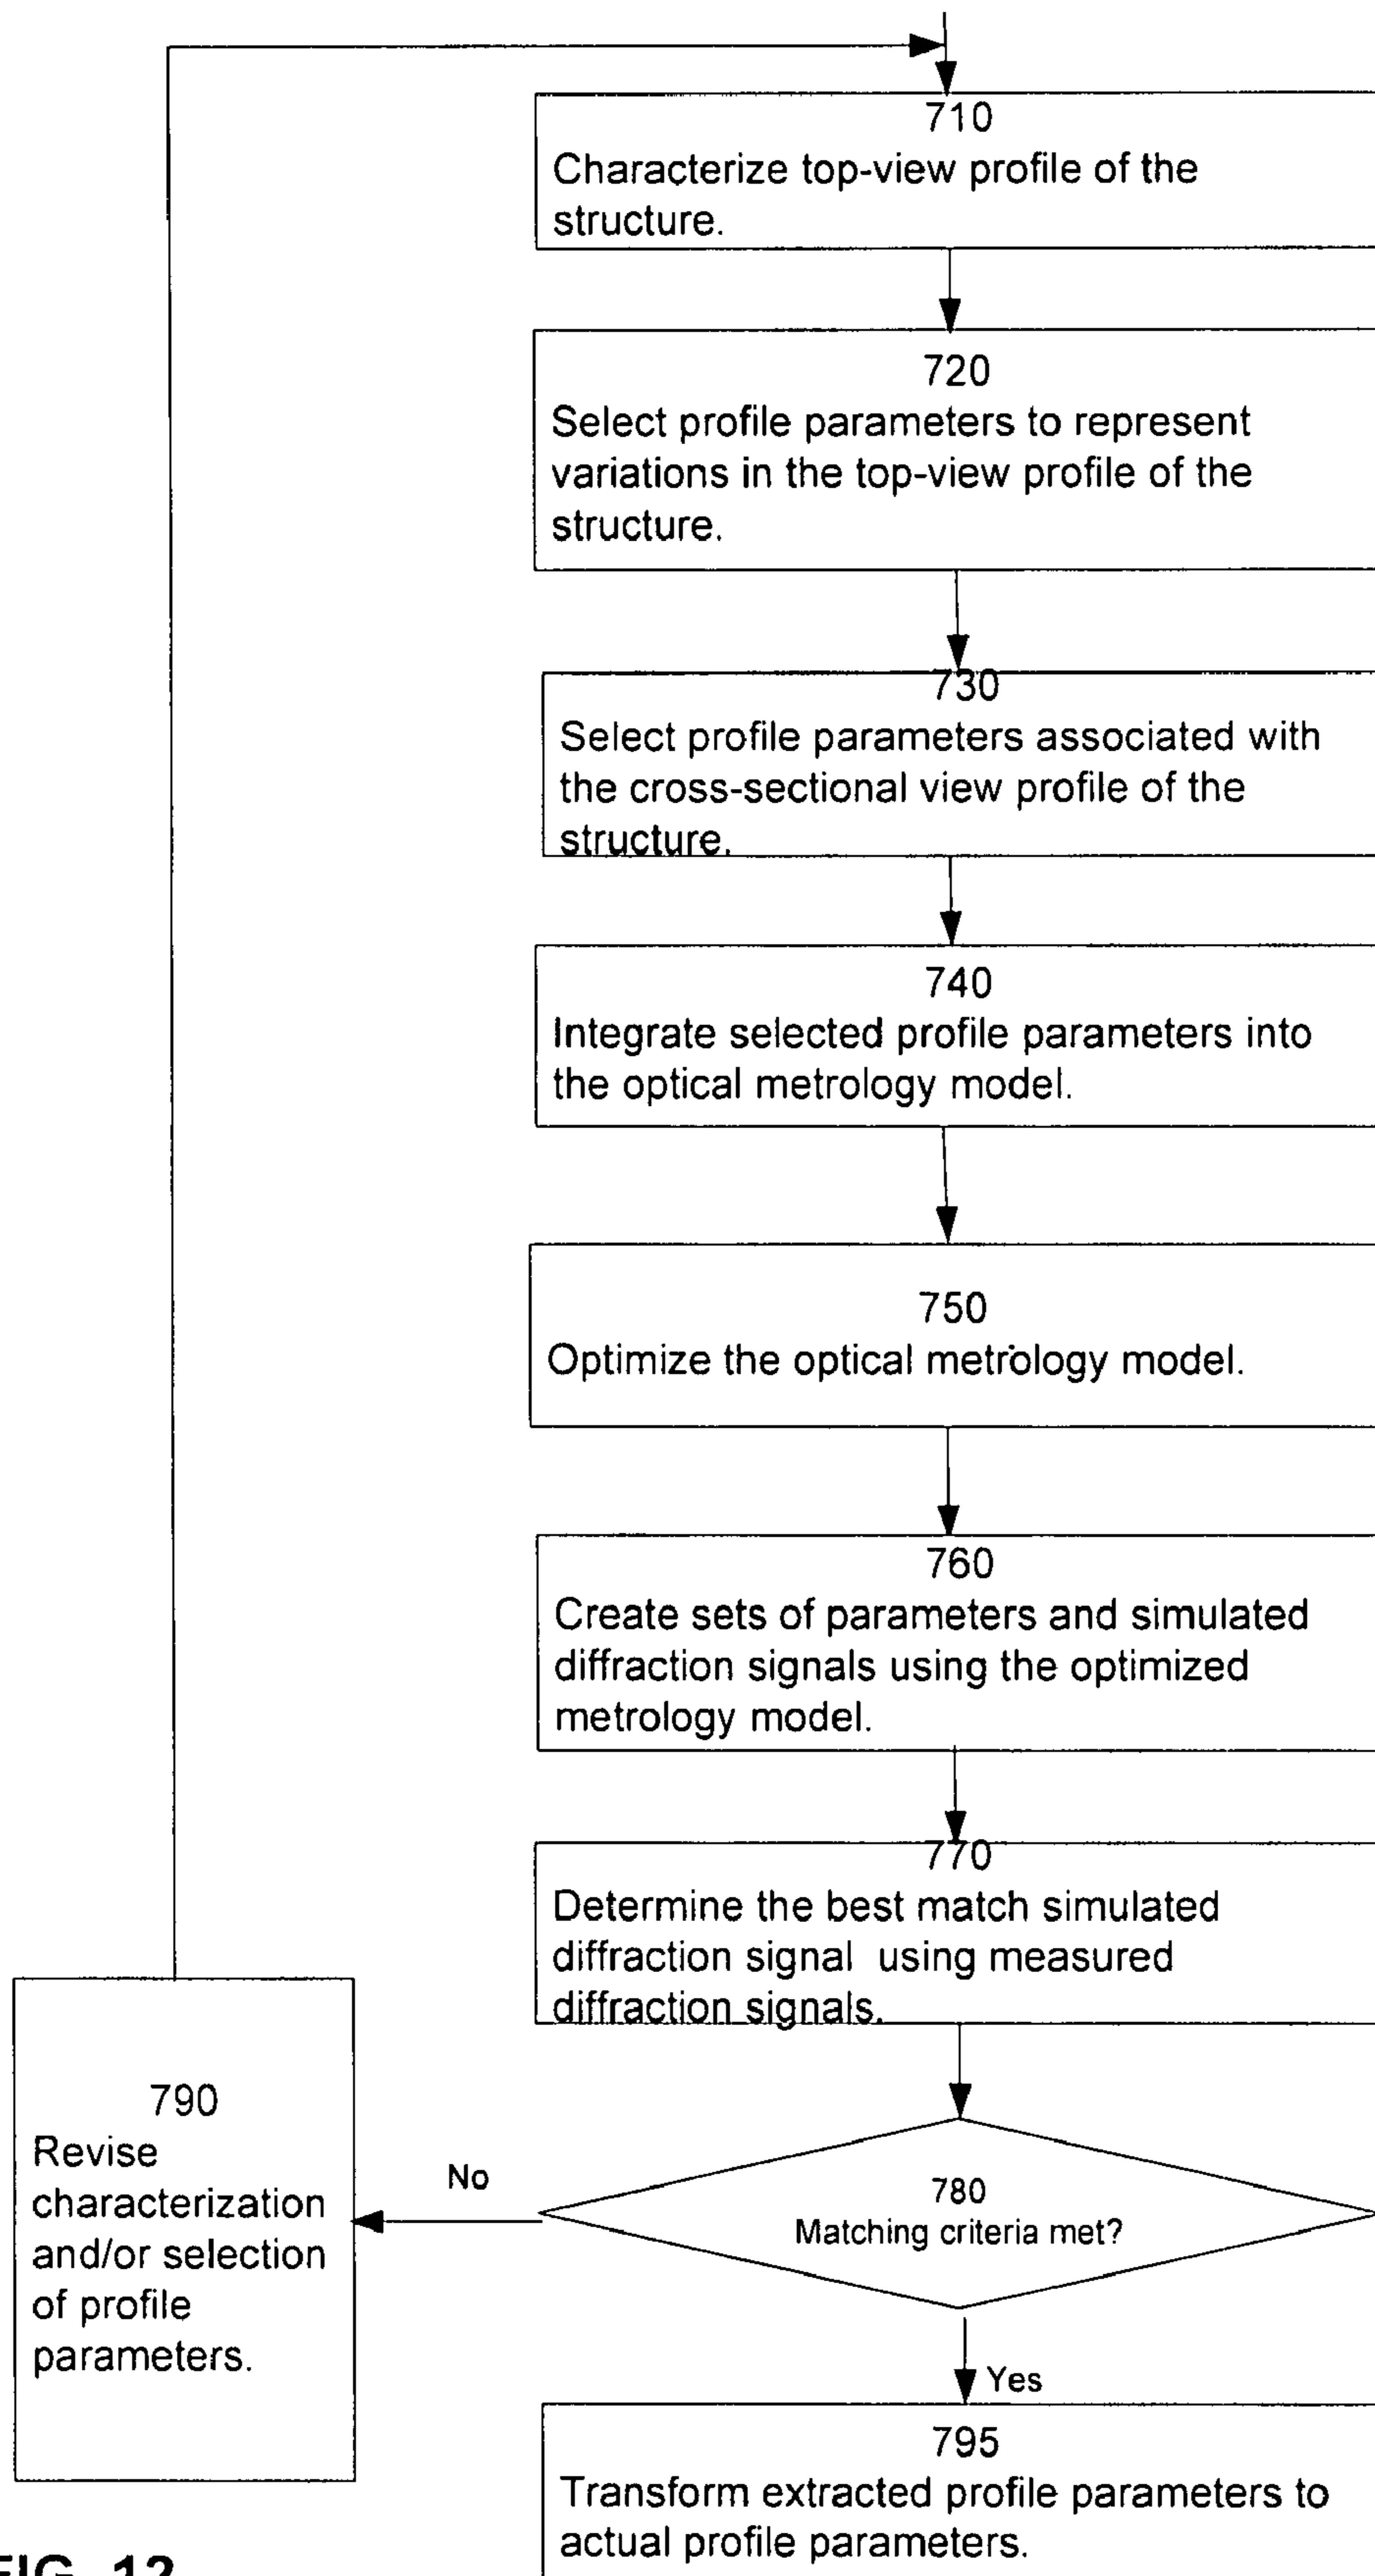 710
Characterize top-view profile of the
structure.
720
Select profile parameters to represent
variations in the top-view profile of the
structure.
730
Select profile parameters associated with
the cross-sectional view profile of the
structure.
740
Integrate selected profile parameters into
the optical metrology model.
750
Optimize the optical metrology model.
760
Create sets of parameters and simulated
diffraction signals using the optimized
metrology model.
770
Determine the best match simulated
diffraction signal using measured
diffraction signals.
780
Matching criteria met?
No
790
Revise
characterization
and/or selection
of profile
parameters.
Yes
795
Transform extracted profile parameters to
actual profile parameters.
FIG. 12